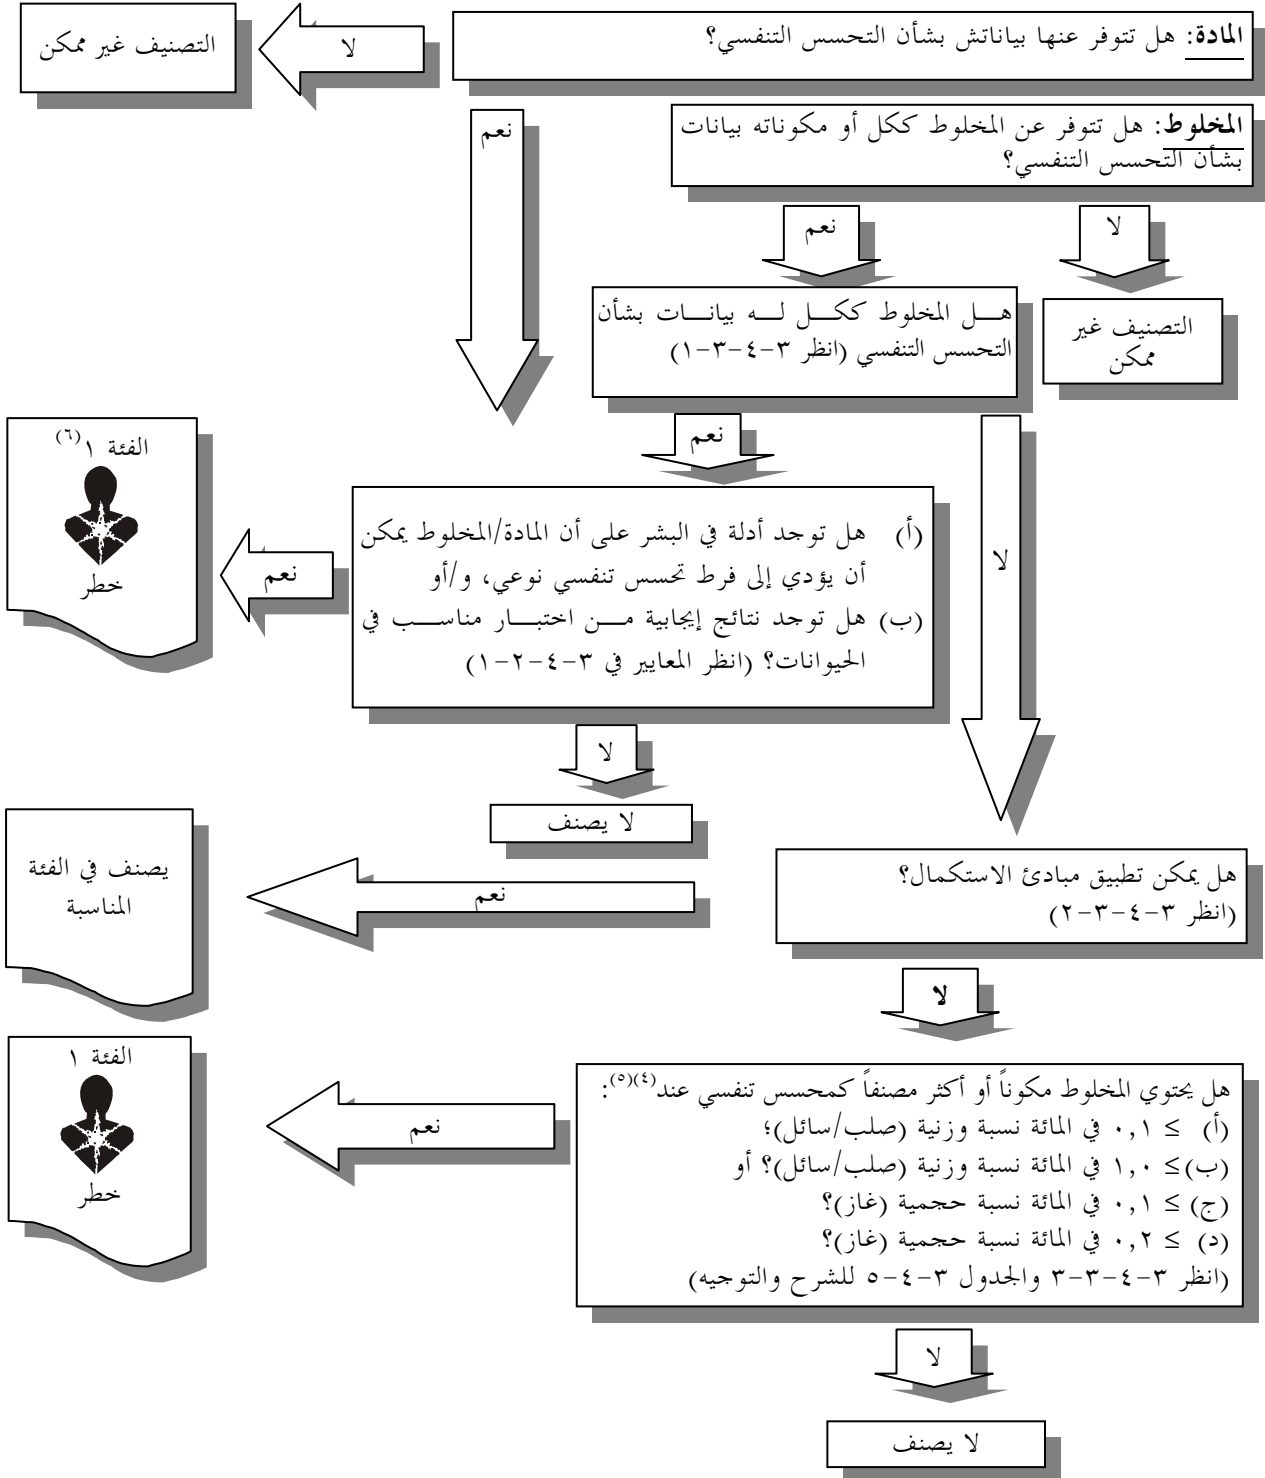 المادة: هل تتوفر عنها بياناتش بشأن التحسس التنفسي؟
لا
التصنيف غير ممكن
نعم
المخلوط: هل تتوفر عن المخلوط ككل أو مكوناته بيانات
بشأن التحسس التنفسي؟
لا
نعم
التصنيف غير
ممكن
هـــل المخلوط ككـــل لـــه بيانـــات بشأن
التحسس التنفسي (انظر ٣-٤-٣-١)
نعم
لا
(أ) هل توجد أدلة في البشر على أن المادة/المخلوط يمكن
أن يؤدي إلى فرط تحسس تنفسي نوعي، و/أو
(ب) هل توجد نتائج إيجابية مـــن اختبـــار مناســـب في
الحيوانات؟ (انظر المعايير في ٣-٤-٢-١)
نعم
الفئة ١(٦)
خطر
لا
لا يصنف
هل يمكن تطبيق مبادئ الاستكمال؟
(انظر ٣-٤-٣-٢)
نعم
يصنف في الفئة
المناسبة
لا
هل يحتوي المخلوط مكوناً أو أكثر مصنفاً كمحسس تنفسي عند(٤)(٥):
(أ) ≥ ٠,١ في المائة نسبة وزنية (صلب/سائل)؛
(ب) ≥ ١,٠ في المائة نسبة وزنية (صلب/سائل)؟ أو
(ج) ≥ ٠,١ في المائة نسبة حجمية (غاز)؟
(د) ≥ ٠,٢ في المائة نسبة حجمية (غاز)؟
(انظر ٣-٤-٣-٣ والجدول ٣-٤-٥ للشرح والتوجيه)
نعم
الفئة ١
خطر
لا
لا يصنف